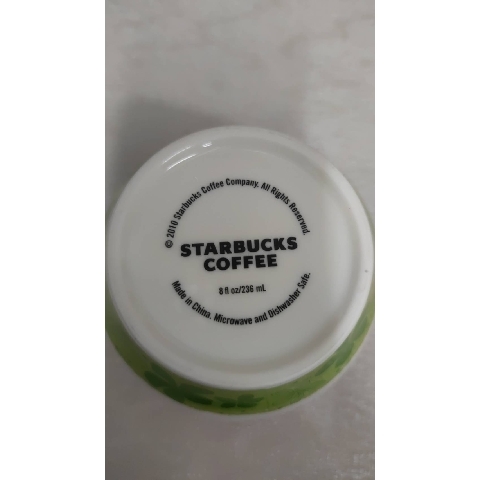 © 2010 Starbucks Coffee Company. All Rights Reserved.
STARBUCKS
COFFEE
8 fl oz/236 mL
Made in China. Microwave and Dishwasher Safe.